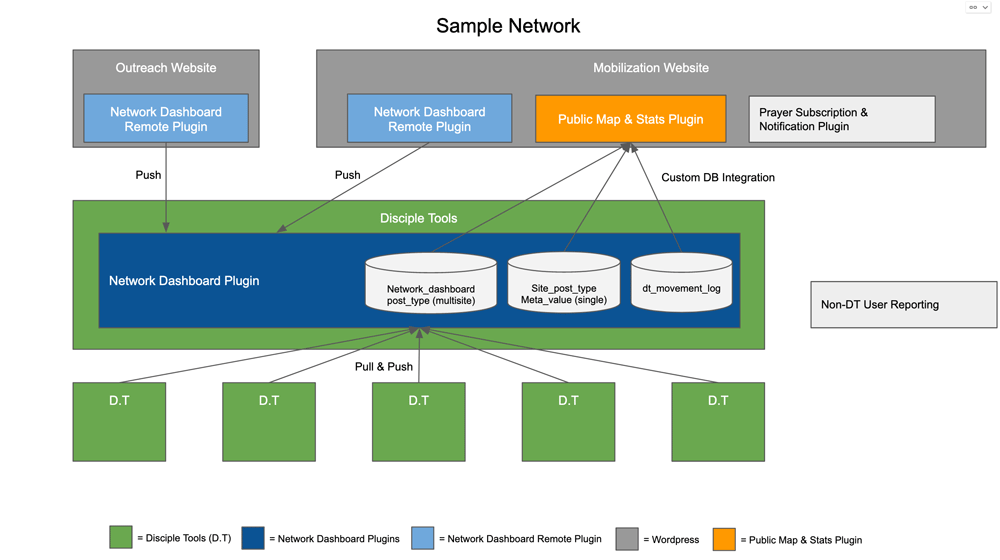 Sample Network
Outreach Website
Mobilization Website
Network Dashboard
Remote Plugin
Network Dashboard
Remote Plugin
Public Map & Stats Plugin
Prayer Subscription &
Notification Plugin
Push
Push
Custom DB Integration
Disciple Tools
Network Dashboard Plugin
Network_dashboard
post_type (multisite)
Site_post_type
Meta_value (single)
dt_movement_log
Non-DT User Reporting
Pull & Push
D.T
D.T
D.T
D.T
D.T
= Disciple Tools (D.T)
= Network Dashboard Plugins
= Network Dashboard Remote Plugin
= Wordpress
= Public Map & Stats Plugin